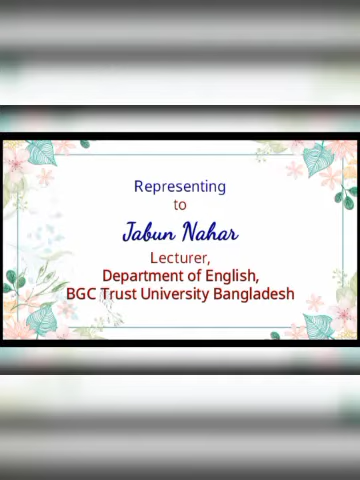 Representing
to
Jabun Nahar
Lecturer,
Department of English,
BGC Trust University Bangladesh